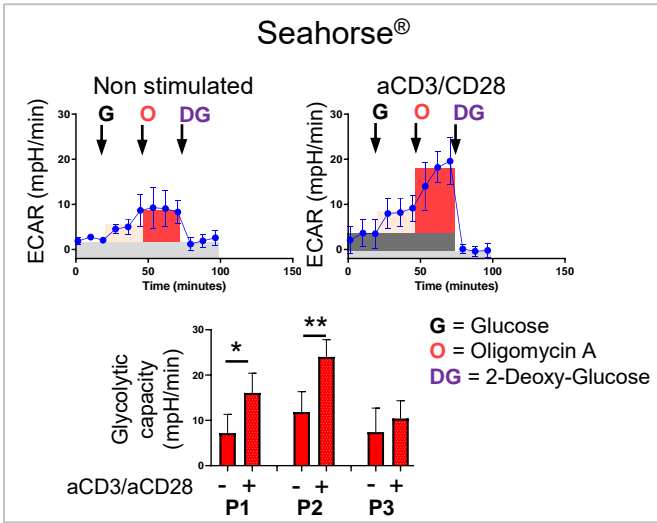 Seahorse®
Non stimulated
aCD3/CD28
G O DG
G O DG
ECAR (mpH/min)
30
20
10
0
0 50 100 150
Time (minutes)
ECAR (mpH/min)
30
20
10
0
0 50 100 150
Time (minutes)
G = Glucose
O = Oligomycin A
DG = 2-Deoxy-Glucose
Glycolytic
capacity
(mpH/min)
30
20
10
0
* **
aCD3/aCD28 - + - + - +
P1 P2 P3